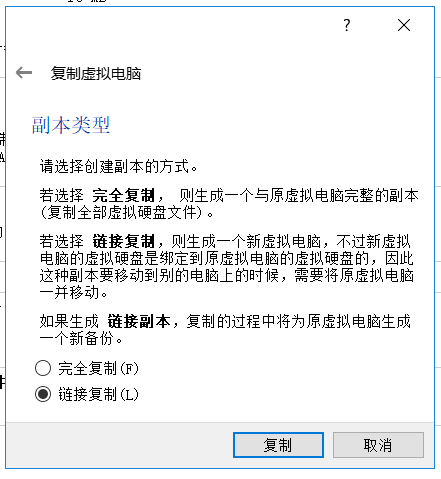 ?
复制虚拟电脑
副本类型
请选择创建副本的方式。
若选择 完全复制， 则生成一个与原虚拟电脑完整的副本
(复制全部虚拟硬盘文件)。
若选择 链接复制，则生成一个新虚拟电脑，不过新虚拟
电脑的虚拟硬盘是绑定到原虚拟电脑的虚拟硬盘的，因此
这种副本要移动到别的电脑上的时候，需要将原虚拟电脑
一并移动。
如果生成 链接副本，复制的过程中将为原虚拟电脑生成
一个新备份。
完全复制(F)
链接复制(L)
复制
取消